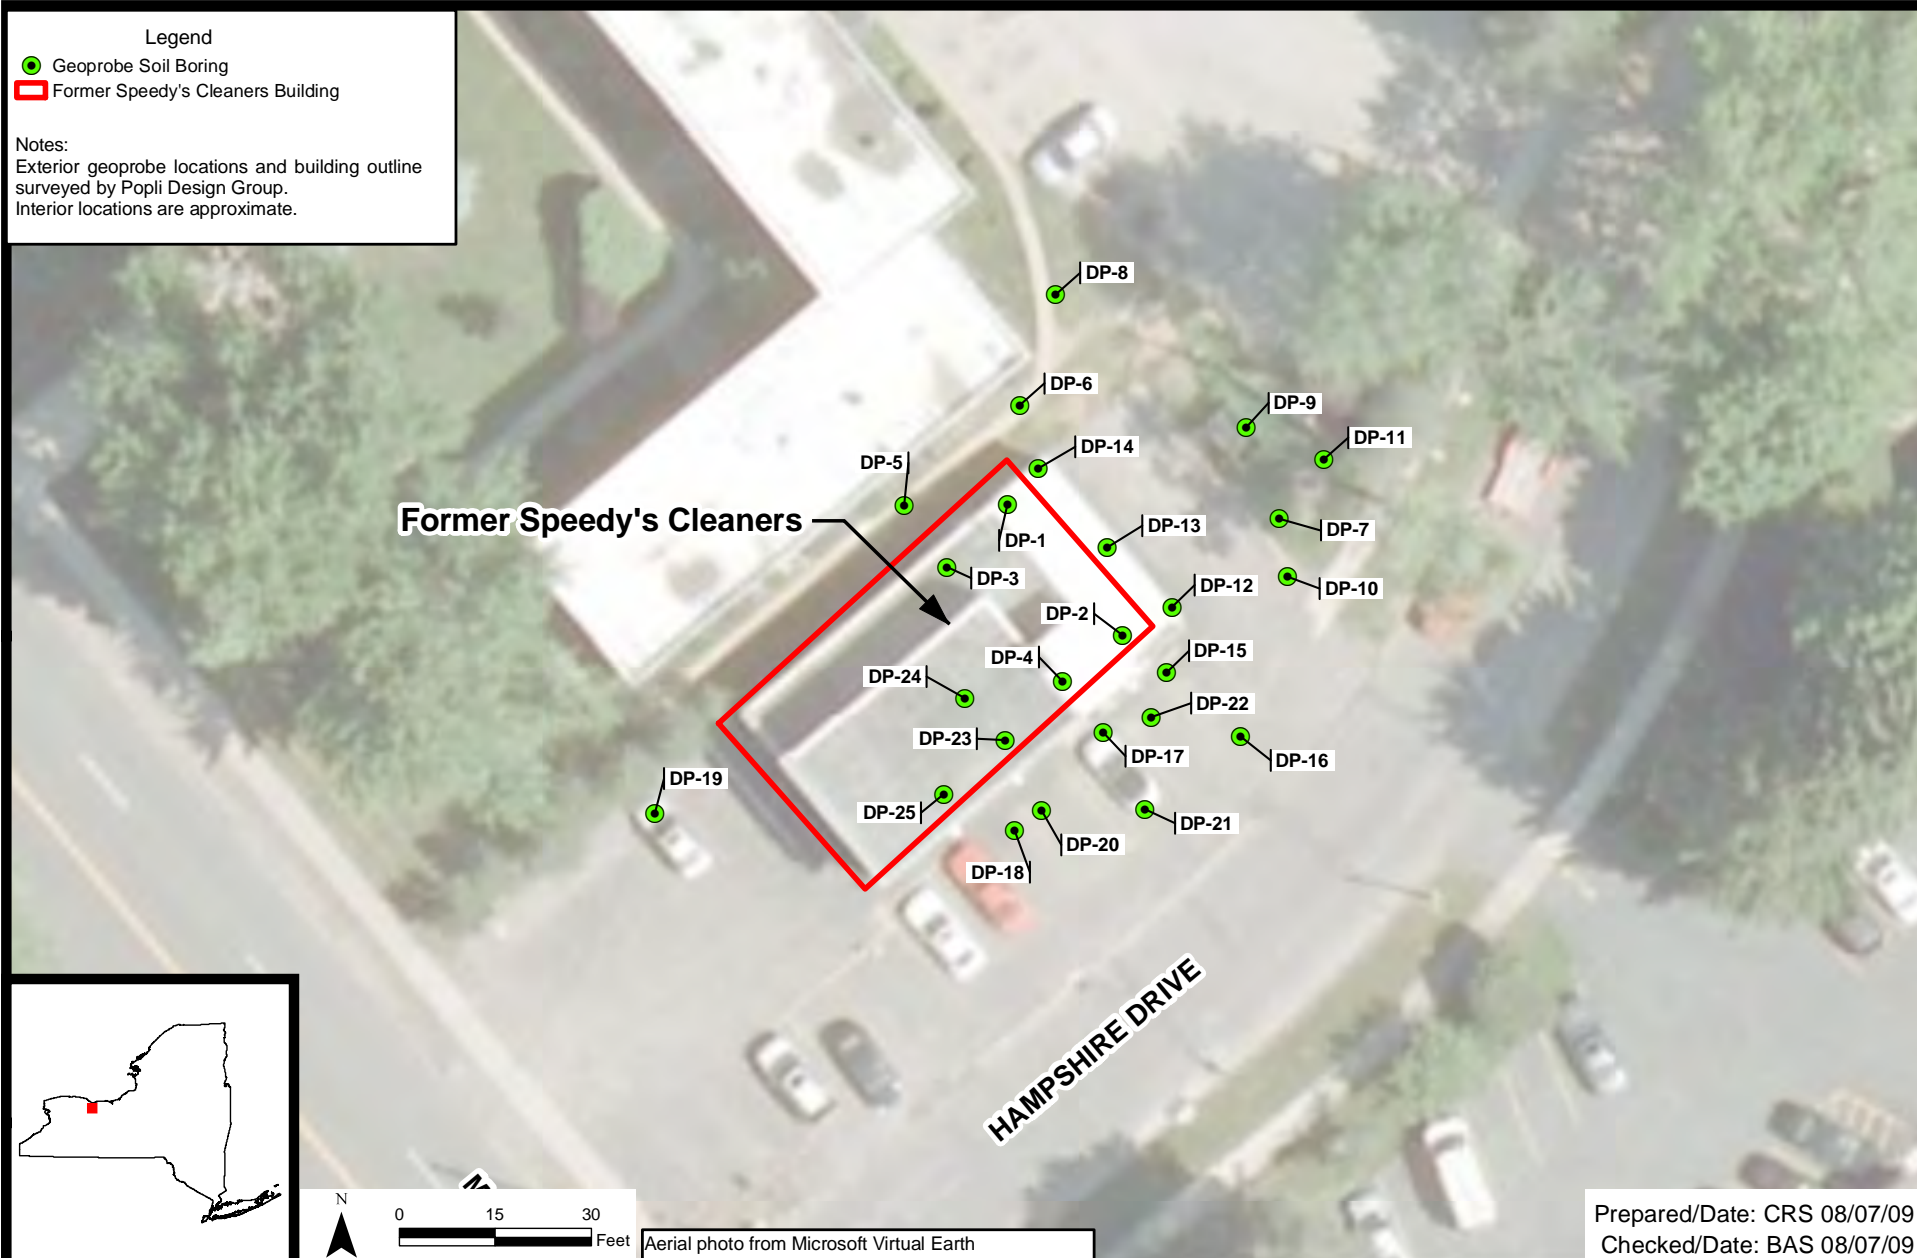 Legend
Geoprobe Soil Boring
Former Speedy's Cleaners Building
Notes:
Exterior geoprobe locations and building outline
surveyed by Popli Design Group.
Interior locations are approximate.
DP-8
DP-6
DP-9
DP-11
DP-14
DP-5
Former Speedy's Cleaners
DP-13
DP-7
DP-1
DP-3
DP-10
DP-12
DP-2
DP-4
DP-15
DP-24
DP-22
DP-23
DP-17
DP-16
DP-19
DP-25
DP-21
DP-20
DP-18
HAMPSHIRE DRIVE
N
0 15 30
Feet
Aerial photo from Microsoft Virtual Earth
Prepared/Date: CRS 08/07/09
Checked/Date: BAS 08/07/09